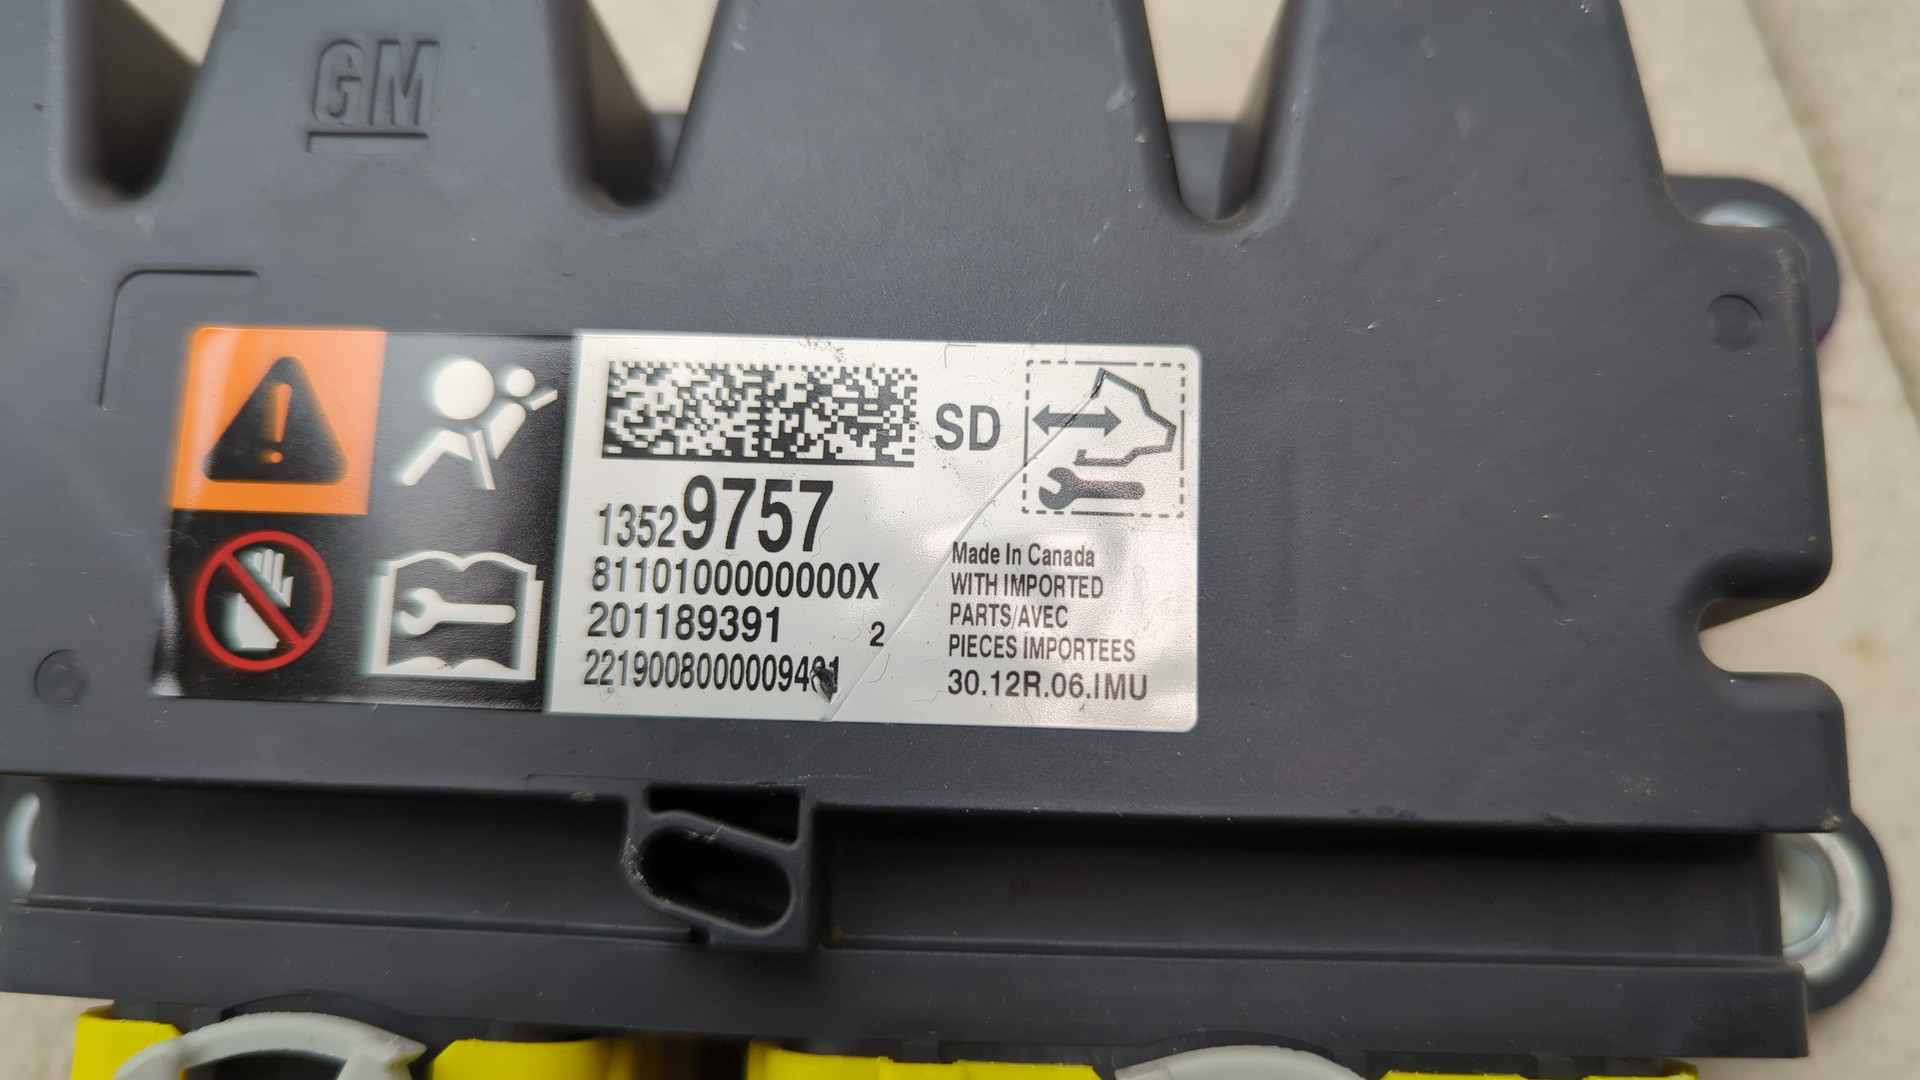 GM
SD
13529757
8110100000000X
201189391
2
Made In Canada
WITH IMPORTED
PARTS/AVEC
PIECES IMPORTEES
30.12R.06.IMU